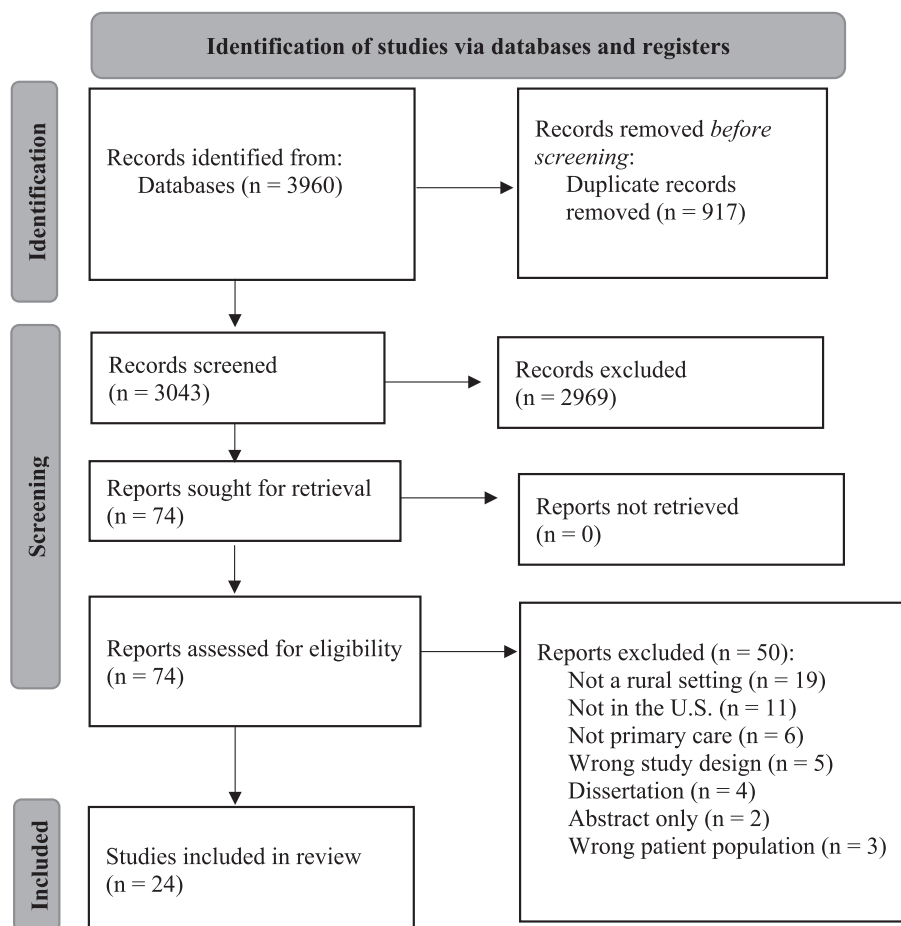 Identification of studies via databases and registers
Identification
Records identified from:
Databases (n = 3960)
Records removed before
screening:
Duplicate records
removed (n = 917)
Screening
Records screened
(n = 3043)
Records excluded
(n = 2969)
Reports sought for retrieval
(n = 74)
Reports not retrieved
(n = 0)
Reports assessed for eligibility
(n = 74)
Reports excluded (n = 50):
Not a rural setting (n = 19)
Not in the U.S. (n = 11)
Not primary care (n = 6)
Wrong study design (n = 5)
Dissertation (n = 4)
Abstract only (n = 2)
Wrong patient population (n = 3)
Included
Studies included in review
(n = 24)